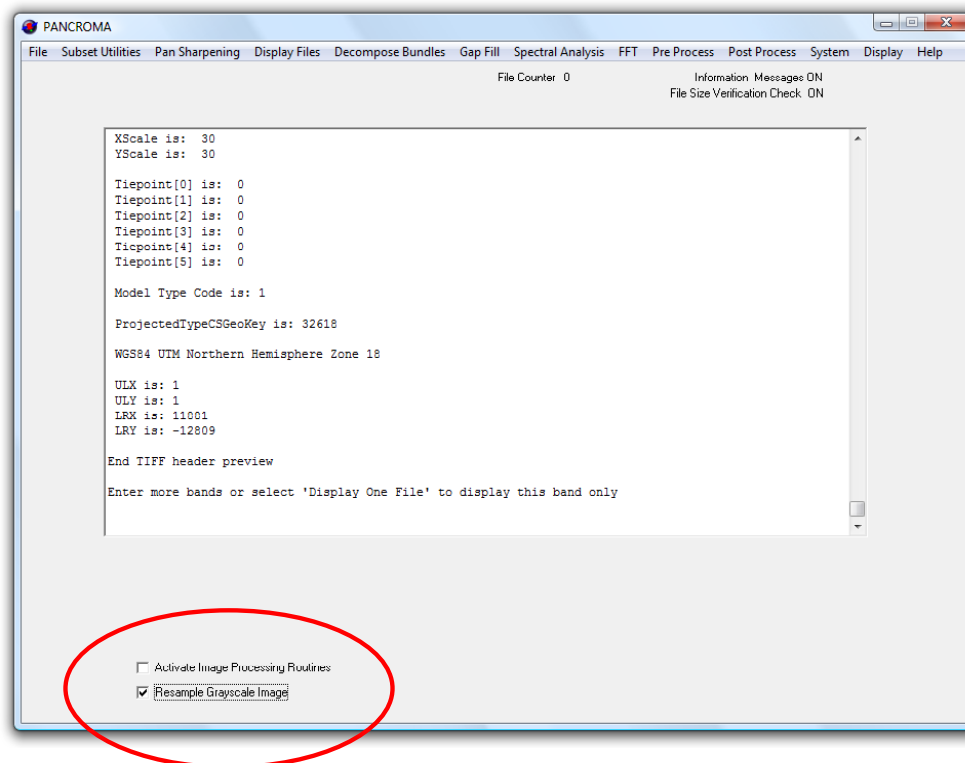 PANCROMA
File Subset Utilities Pan Sharpening Display Files Decompose Bundles Gap Fill Spectral Analysis FFT Pre Process Post Process System Display Help
File Counter 0 Information Messages ON
File Size Verification Check ON
XScale is: 30
YScale is: 30
Tiepoint[0] is: 0
Tiepoint[1] is: 0
Tiepoint[2] is: 0
Tiepoint[3] is: 0
Tiepoint[4] is: 0
Tiepoint[5] is: 0
Model Type Code is: 1
ProjectedTypeCSGeoKey is: 32618
WGS84 UTM Northern Hemisphere Zone 18
ULX is: 1
ULY is: 1
LRX is: 11001
LRY is: -12809
End TIFF header preview
Enter more bands or select 'Display One File' to display this band only
Activate Image Processing Routines
Resample Grayscale Image